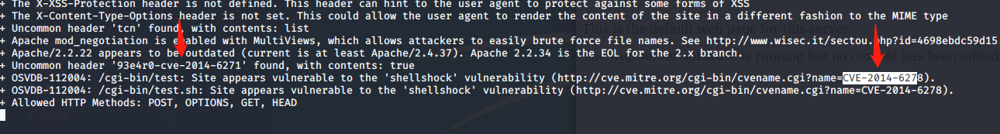 + The X-XSS-Protection header is not defined. This header can hint to the user agent to protect against some forms of XSS
+ The X-Content-Type-Options header is not set. This could allow the user agent to render the content of the site in a different fashion to the MIME type
+ Uncommon header 'tcn' found, with contents: list
This is the default web page for this server.
+ Apache mod_negotiation is enabled with MultiViews, which allows attackers to easily brute force file names. See http://www.wisec.it/sectou.php?id=4698ebdc59d15
+ Apache/2.2.22 appears to be outdated (current is at least Apache/2.4.37). Apache 2.2.34 is the EOL for the 2.x branch.
The web server software is running but no content has been added
+ Uncommon header '93e4r0-cve-2014-6271' found, with contents: true
+ OSVDB-112004: /cgi-bin/test: Site appears vulnerable to the 'shellshock' vulnerability (http://cve.mitre.org/cgi-bin/cvename.cgi?name=CVE-2014-6278).
+ OSVDB-112004: /cgi-bin/test.sh: Site appears vulnerable to the 'shellshock' vulnerability (http://cve.mitre.org/cgi-bin/cvename.cgi?name=CVE-2014-6278).
+ Allowed HTTP Methods: POST, OPTIONS, GET, HEAD
主文件夹